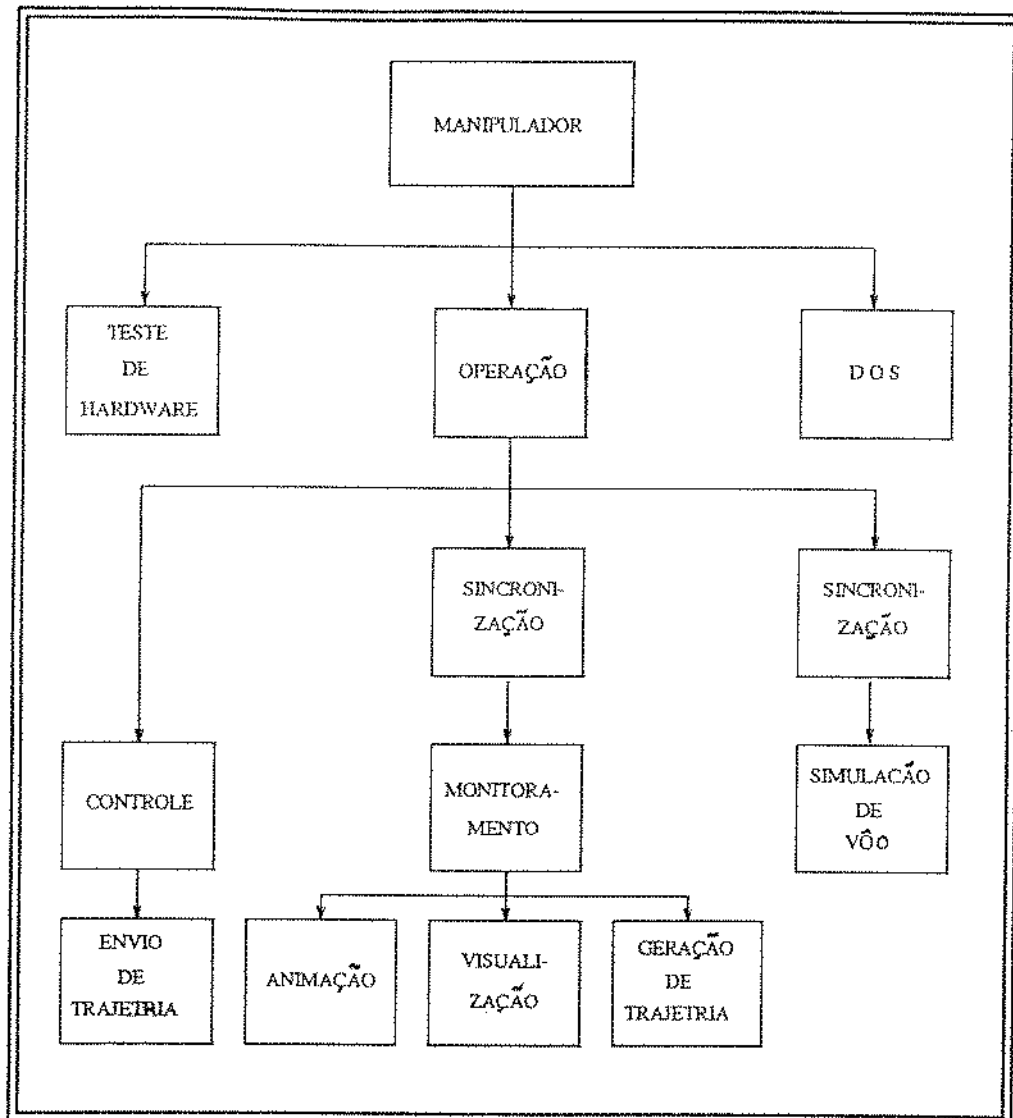 MANIPULADOR
TESTE
DE
HARDWARE
OPERAÇÃO
D O S
SINCRONI-
ZAÇÃO
SINCRONI-
ZAÇÃO
CONTROLE
MONITORA-
MENTO
SIMULACÃO
DE
VÔO
ENVIO
DE
TRAJETRIA
ANIMAÇÃO
VISUALI-
ZAÇÃO
GERAÇÃO
DE
TRAJETRIA